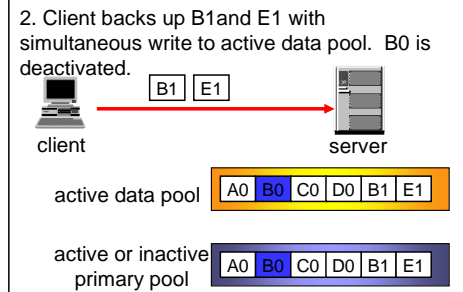 2. Client backs up B1and E1 with
simultaneous write to active data pool. B0 is
deactivated.
B1 E1
client server
active data pool A0 B0 C0 D0 B1 E1
active or inactive
primary pool A0 B0 C0 D0 B1 E1